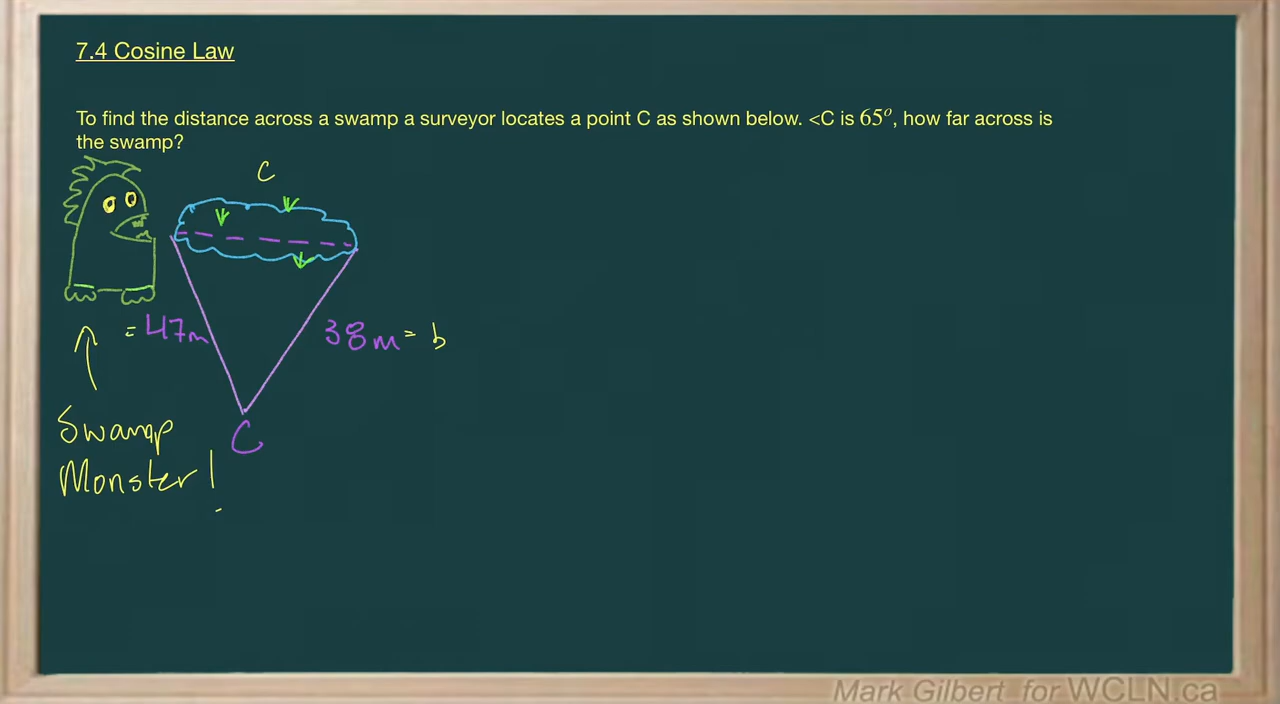 7.4 Cosine Law
To find the distance across a swamp a surveyor locates a point C as shown below. <C is 65°, how far across is
the swamp?
C
= 47m
38m = b
C
Swamp
Monster!
Mark Gilbert for WCLN.ca